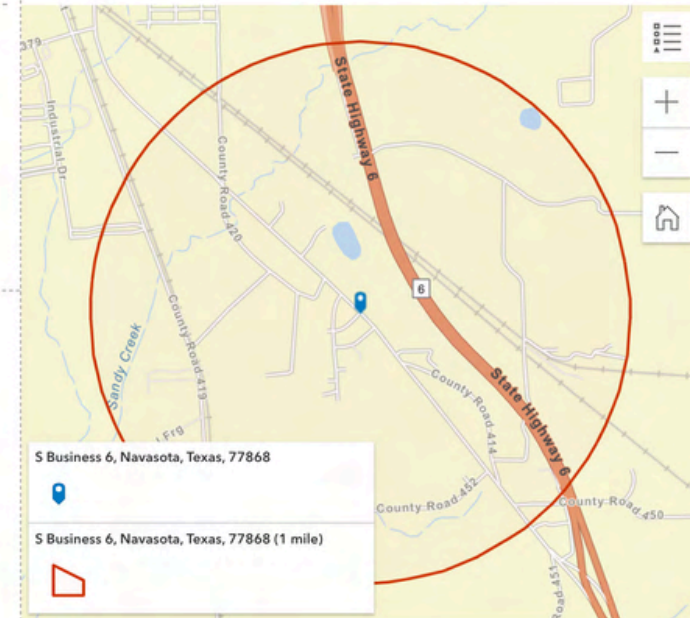 379
Industrial Dr
County Road 420
State Highway 6
6
County Road 419
Sandy Creek
State Highway 6
County Road 414
l Frg
County Road 452
County Road 450
Road 451
S Business 6, Navasota, Texas, 77868
S Business 6, Navasota, Texas, 77868 (1 mile)